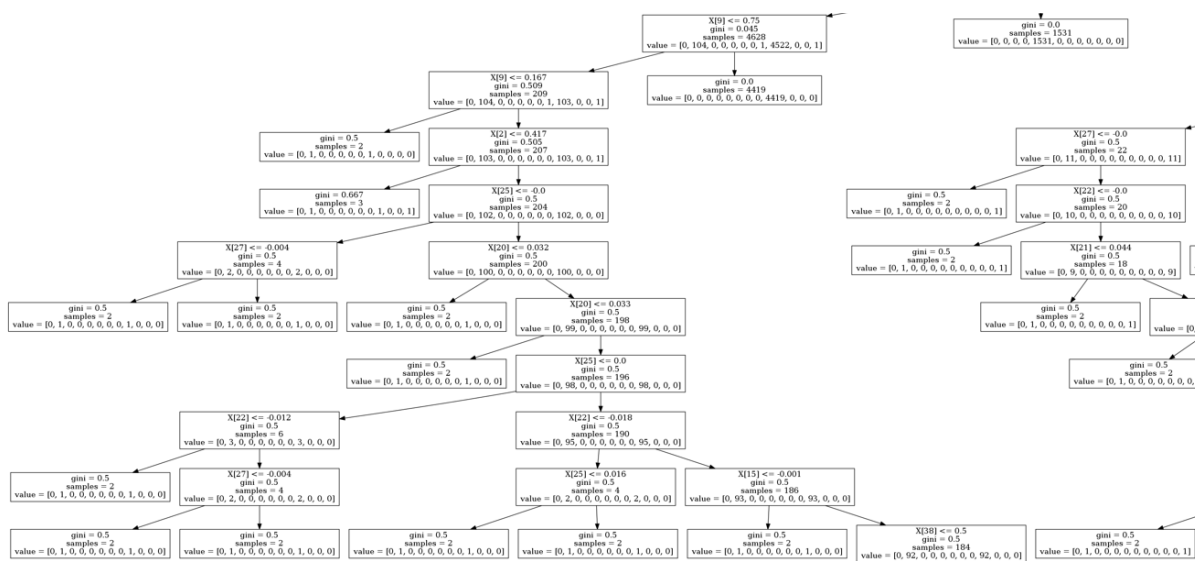 X[9] <= 0.75
gini = 0.045
samples = 4628
value = [0, 104, 0, 0, 0, 0, 0, 1, 4522, 0, 0, 1]
gini = 0.0
samples = 1531
value = [0, 0, 0, 0, 1531, 0, 0, 0, 0, 0, 0, 0]
X[9] <= 0.167
gini = 0.509
samples = 209
value = [0, 104, 0, 0, 0, 0, 0, 1, 103, 0, 0, 1]
gini = 0.0
samples = 4419
value = [0, 0, 0, 0, 0, 0, 0, 0, 4419, 0, 0, 0]
gini = 0.5
samples = 2
value = [0, 1, 0, 0, 0, 0, 0, 1, 0, 0, 0, 0]
X[2] <= 0.417
gini = 0.505
samples = 207
value = [0, 103, 0, 0, 0, 0, 0, 0, 103, 0, 0, 1]
X[27] <= -0.0
gini = 0.5
samples = 22
value = [0, 11, 0, 0, 0, 0, 0, 0, 0, 0, 0, 11]
gini = 0.667
samples = 3
value = [0, 1, 0, 0, 0, 0, 0, 0, 1, 0, 0, 1]
X[25] <= -0.0
gini = 0.5
samples = 204
value = [0, 102, 0, 0, 0, 0, 0, 0, 102, 0, 0, 0]
gini = 0.5
samples = 2
value = [0, 1, 0, 0, 0, 0, 0, 0, 0, 0, 0, 1]
X[22] <= -0.0
gini = 0.5
samples = 20
value = [0, 10, 0, 0, 0, 0, 0, 0, 0, 0, 0, 10]
X[27] <= -0.004
gini = 0.5
samples = 4
value = [0, 2, 0, 0, 0, 0, 0, 0, 2, 0, 0, 0]
X[20] <= 0.032
gini = 0.5
samples = 200
value = [0, 100, 0, 0, 0, 0, 0, 0, 100, 0, 0, 0]
gini = 0.5
samples = 2
value = [0, 1, 0, 0, 0, 0, 0, 0, 0, 0, 0, 1]
X[21] <= 0.044
gini = 0.5
samples = 18
value = [0, 9, 0, 0, 0, 0, 0, 0, 0, 0, 0, 9]
gini = 0.5
samples = 2
value = [0, 1, 0, 0, 0, 0, 0, 0, 1, 0, 0, 0]
gini = 0.5
samples = 2
value = [0, 1, 0, 0, 0, 0, 0, 0, 1, 0, 0, 0]
gini = 0.5
samples = 2
value = [0, 1, 0, 0, 0, 0, 0, 0, 1, 0, 0, 0]
X[20] <= 0.033
gini = 0.5
samples = 198
value = [0, 99, 0, 0, 0, 0, 0, 0, 99, 0, 0, 0]
gini = 0.5
samples = 2
value = [0, 1, 0, 0, 0, 0, 0, 0, 0, 0, 0, 1]
value = [0,
gini = 0.5
samples = 2
value = [0, 1, 0, 0, 0, 0, 0, 0, 1, 0, 0, 0]
X[25] <= 0.0
gini = 0.5
samples = 196
value = [0, 98, 0, 0, 0, 0, 0, 0, 98, 0, 0, 0]
gini = 0.5
samples = 2
value = [0, 1, 0, 0, 0, 0, 0, 0, 0,
X[22] <= -0.012
gini = 0.5
samples = 6
value = [0, 3, 0, 0, 0, 0, 0, 0, 3, 0, 0, 0]
X[22] <= -0.018
gini = 0.5
samples = 190
value = [0, 95, 0, 0, 0, 0, 0, 0, 95, 0, 0, 0]
gini = 0.5
samples = 2
value = [0, 1, 0, 0, 0, 0, 0, 0, 1, 0, 0, 0]
X[27] <= -0.004
gini = 0.5
samples = 4
value = [0, 2, 0, 0, 0, 0, 0, 0, 2, 0, 0, 0]
X[25] <= 0.016
gini = 0.5
samples = 4
value = [0, 2, 0, 0, 0, 0, 0, 0, 2, 0, 0, 0]
X[15] <= -0.001
gini = 0.5
samples = 186
value = [0, 93, 0, 0, 0, 0, 0, 0, 93, 0, 0, 0]
gini = 0.5
samples = 2
value = [0, 1, 0, 0, 0, 0, 0, 0, 1, 0, 0, 0]
gini = 0.5
samples = 2
value = [0, 1, 0, 0, 0, 0, 0, 0, 1, 0, 0, 0]
gini = 0.5
samples = 2
value = [0, 1, 0, 0, 0, 0, 0, 0, 1, 0, 0, 0]
gini = 0.5
samples = 2
value = [0, 1, 0, 0, 0, 0, 0, 0, 1, 0, 0, 0]
gini = 0.5
samples = 2
value = [0, 1, 0, 0, 0, 0, 0, 0, 1, 0, 0, 0]
X[38] <= 0.5
gini = 0.5
samples = 184
value = [0, 92, 0, 0, 0, 0, 0, 0, 92, 0, 0, 0]
gini = 0.5
samples = 2
value = [0, 1, 0, 0, 0, 0, 0, 0, 0, 0, 0, 1]